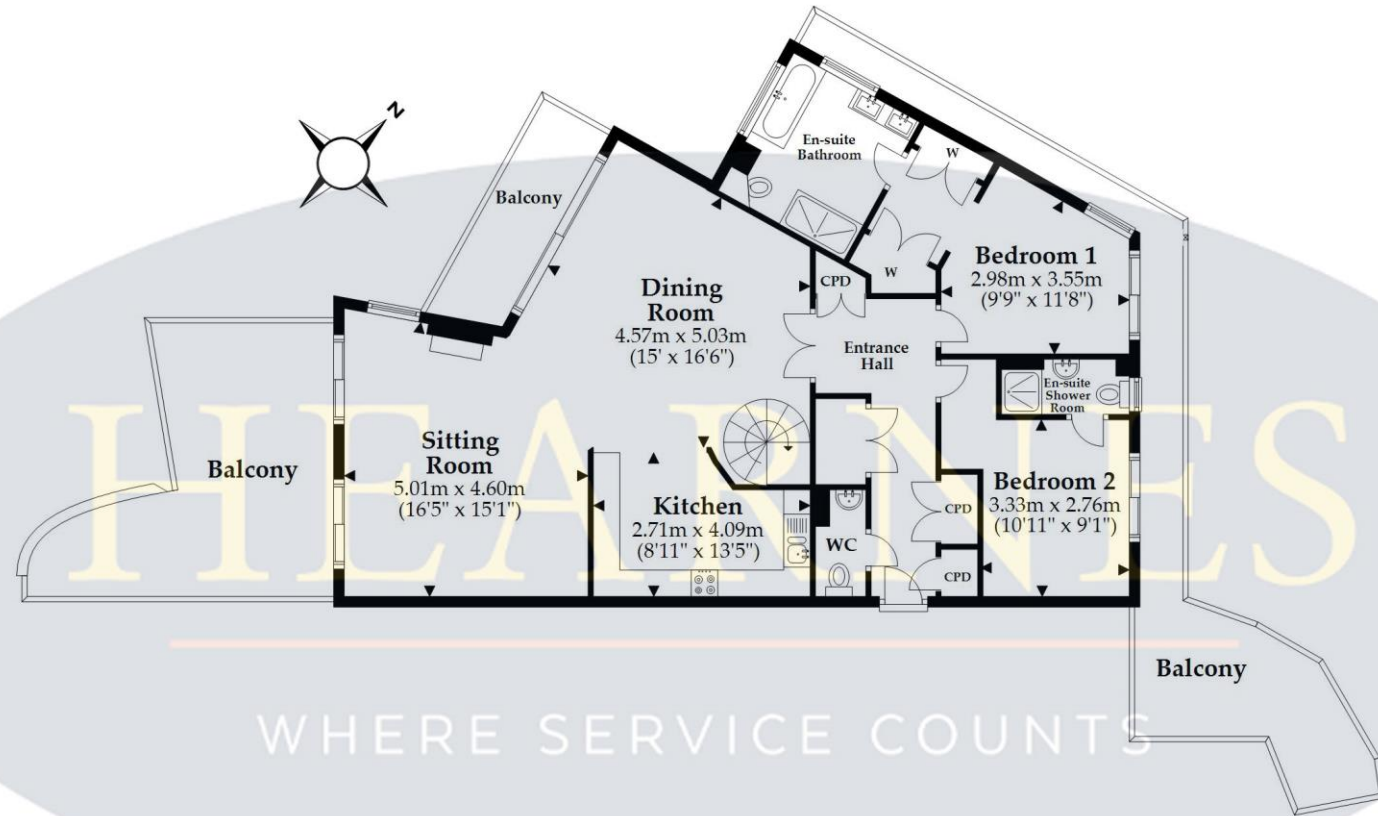 N
En-suite
Bathroom
W
Balcony
W
CPD
Bedroom 1
2.98m x 3.55m
(9'9" x 11'8")
Dining
Room
4.57m x 5.03m
(15' x 16'6")
Entrance
Hall
En-suite
Shower
Room
Balcony
Sitting
Room
5.01m x 4.60m
(16'5" x 15'1")
Kitchen
2.71m x 4.09m
(8'11" x 13'5")
WC
CPD
CPD
Bedroom 2
3.33m x 2.76m
(10'11" x 9'1")
HEARNES
Balcony
WHERE SERVICE COUNTS